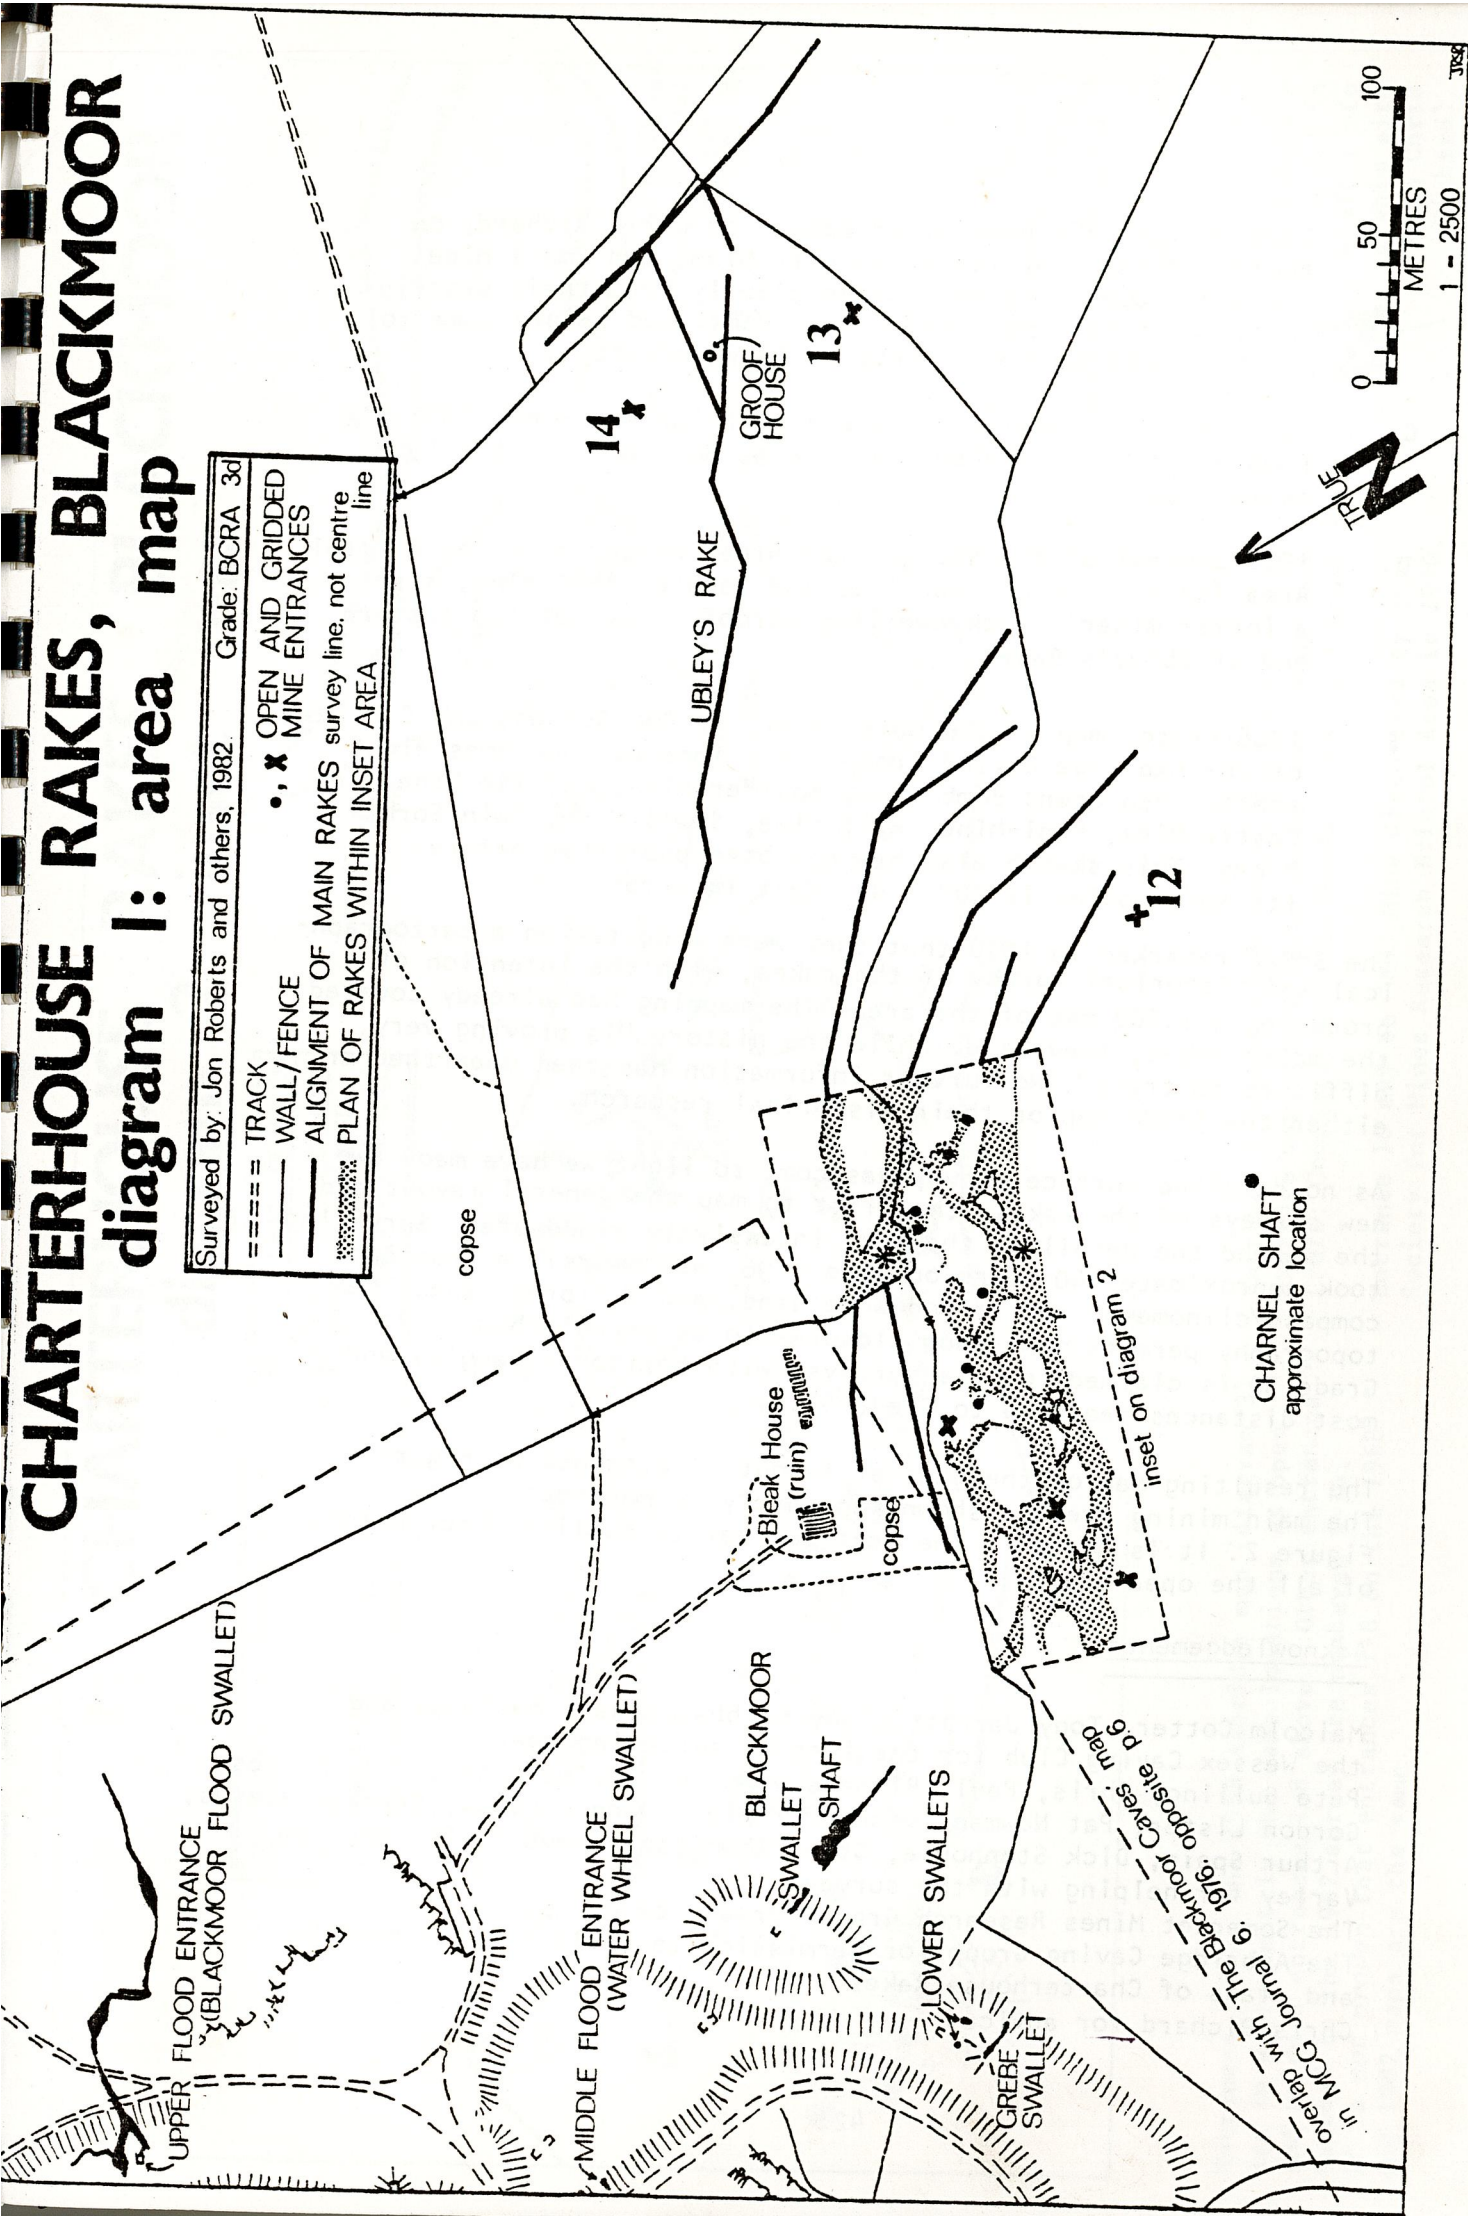 CHARTERHOUSE RAKES, BLACKMOOR
diagram 1: area map
Surveyed by: Jon Roberts and others, 1982. Grade: BCRA 3d
TRACK
WALL/FENCE
•, x OPEN AND GRIDDED
MINE ENTRANCES
ALIGNMENT OF MAIN RAKES survey line, not centre
line
PLAN OF RAKES WITHIN INSET AREA
UPPER FLOOD ENTRANCE
(BLACKMOOR FLOOD SWALLET)
copse
14
13
GROOF
HOUSE
UBLEY'S RAKE
MIDDLE FLOOD ENTRANCE
(WATER WHEEL SWALLET)
Bleak House
(ruin)
copse
BLACKMOOR
SWALLET
SWALLET
SHAFT
LOWER SWALLETS
GREBE
SWALLET
12
inset on diagram 2
CHARNEL SHAFT
approximate location
overlap with 'The Blackmoor Caves' map
in MCG Journal 6, 1976 opposite p.6
TRUE
N
0 50 100
METRES
1 - 2500
JRSR